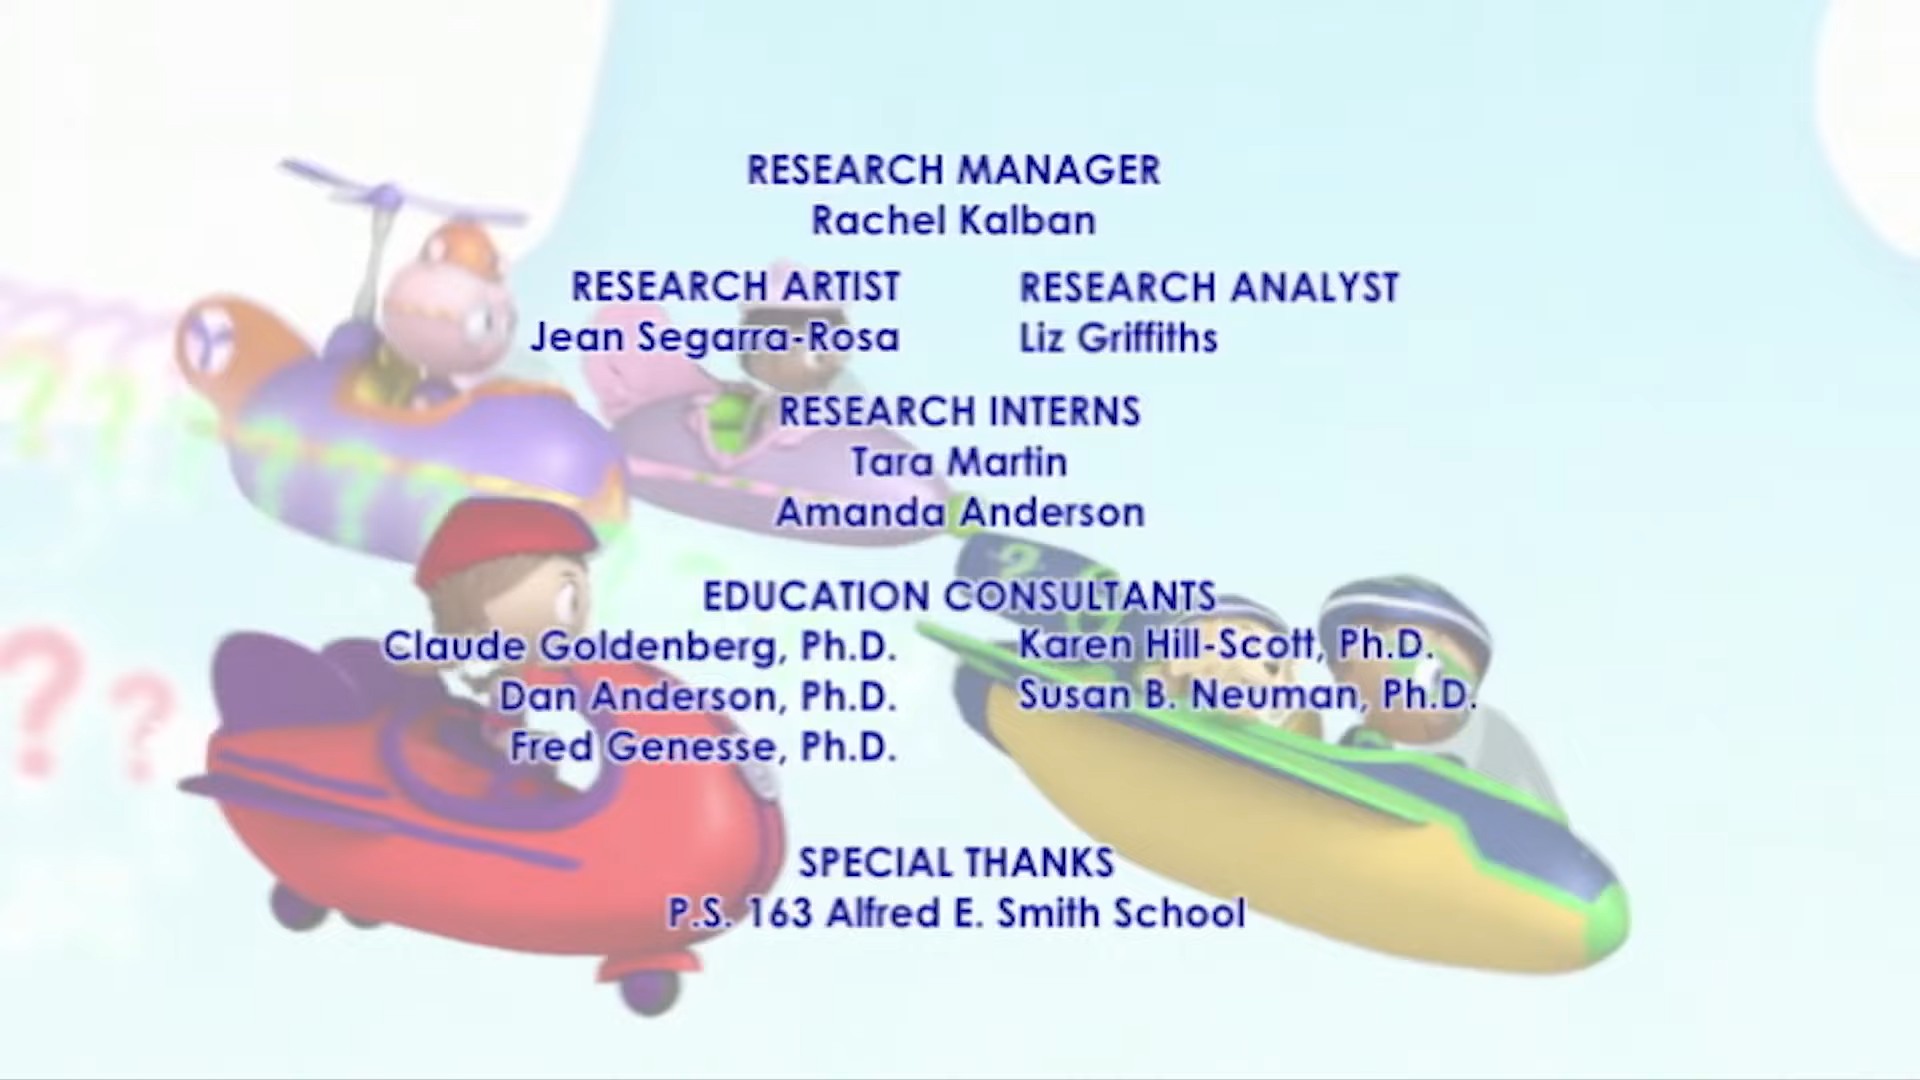 RESEARCH MANAGER
Rachel Kalban
RESEARCH ARTIST
Jean Segarra-Rosa
RESEARCH ANALYST
Liz Griffiths
RESEARCH INTERNS
Tara Martin
Amanda Anderson
EDUCATION CONSULTANTS
Claude Goldenberg, Ph.D.
Dan Anderson, Ph.D.
Fred Genesse, Ph.D.
Karen Hill-Scott, Ph.D.
Susan B. Neuman, Ph.D.
SPECIAL THANKS
P.S. 163 Alfred E. Smith School